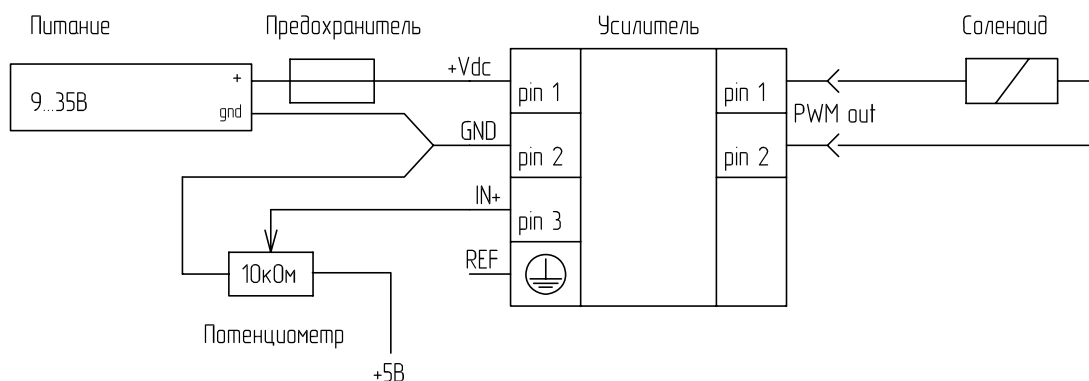 Питание
Предохранитель
Усилитель
Соленоид
+Vdc
+
9...35В
gnd
pin 1
pin 1
PWM out
GND
pin 2
pin 2
IN+
pin 3
REF
10кОм
Потенциометр
+5В